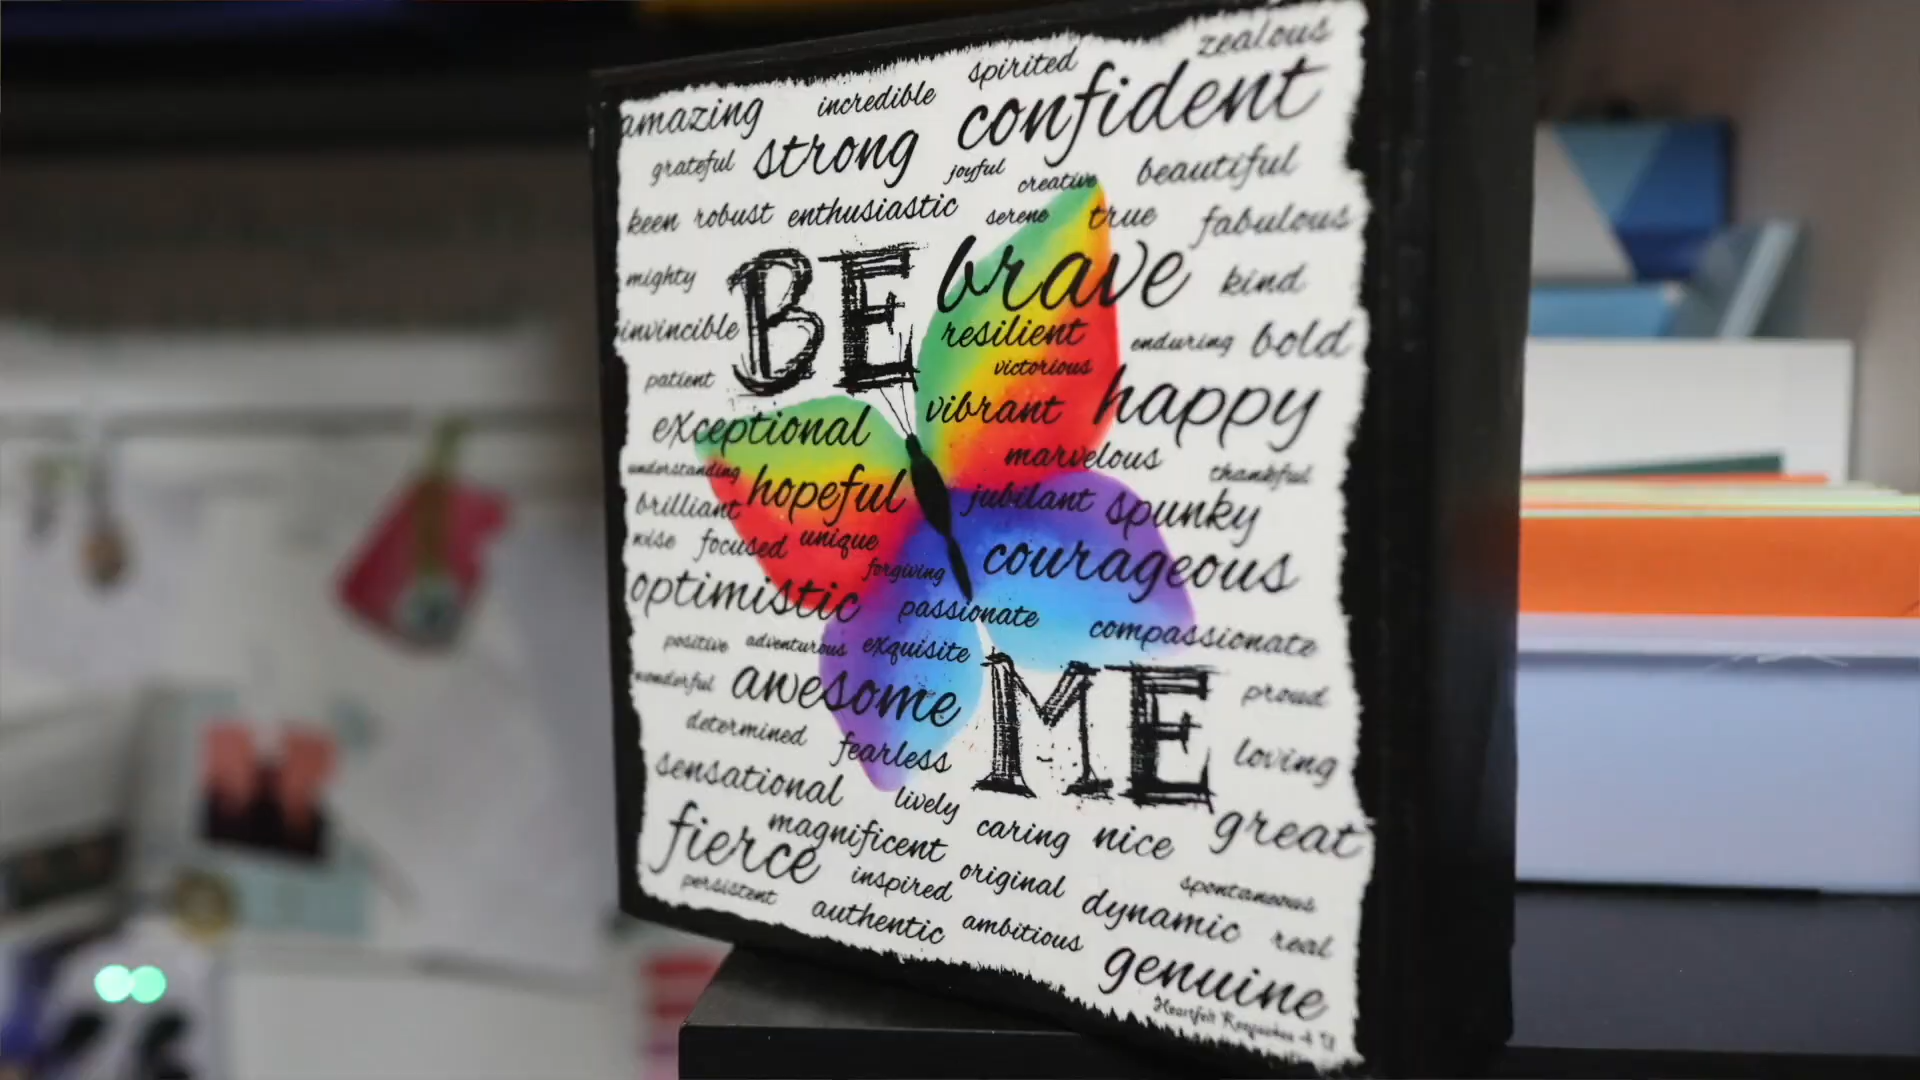 zealous
spirited
amazing incredible confident
grateful strong joyful creative beautiful
keen robust enthusiastic serene true fabulous
mighty BE brave kind
invincible resilient enduring bold
patient victorious
exceptional vibrant happy
understanding hopeful marvelous thankful
brilliant jubilant spunky
wise focused unique
forgiving courageous
optimistic passionate compassionate
positive adventurous exquisite
wonderful awesome ME proud
determined fearless loving
sensational lively great
fierce magnificent caring nice
persistent inspired original spontaneous
authentic ambitious dynamic real
genuine
Heartfelt Keepsakes 4 U